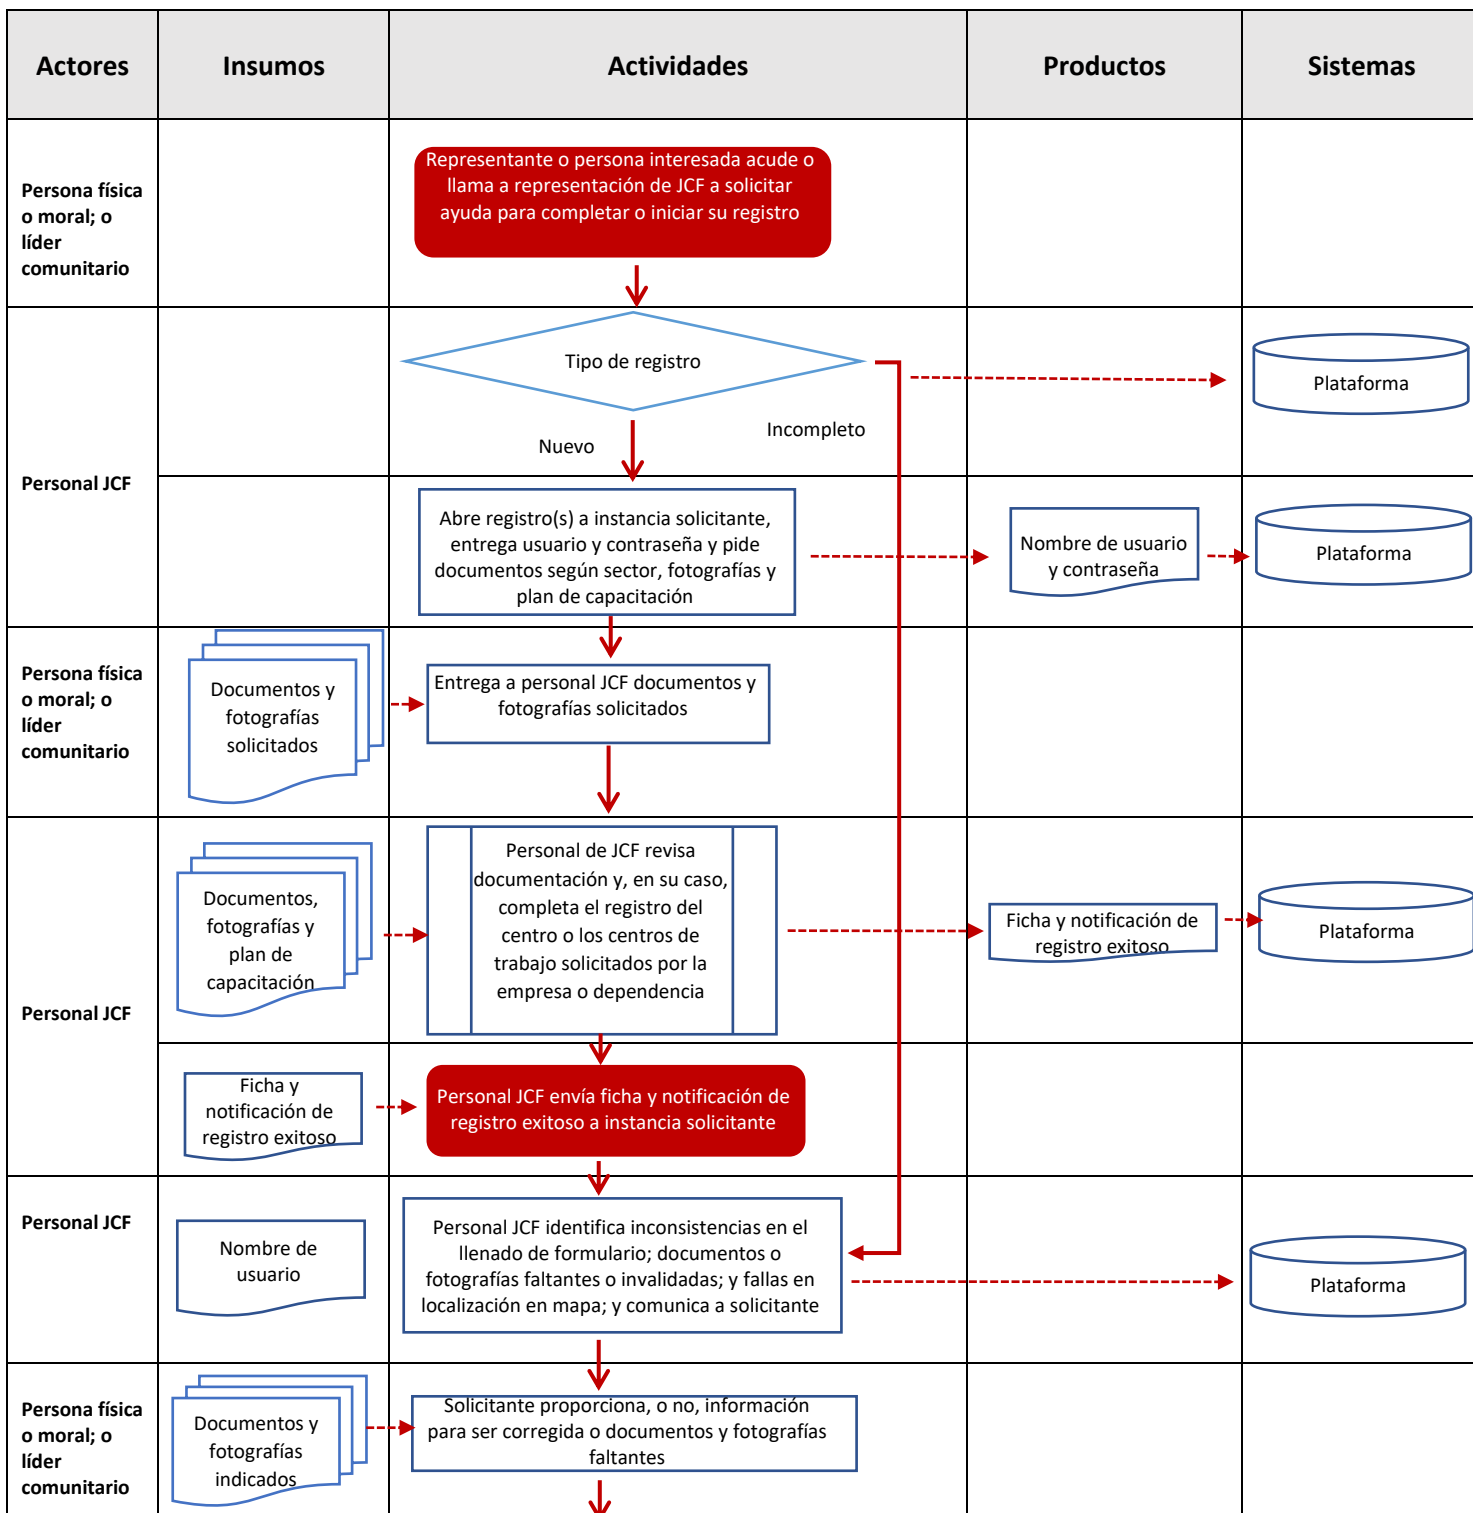 Actores
Insumos
Actividades
Productos
Sistemas
Persona física
o moral; o
líder
comunitario
Representante o persona interesada acude o
llama a representación de JCF a solicitar
ayuda para completar o iniciar su registro
Personal JCF
Tipo de registro
Plataforma
Incompleto
Nuevo
Abre registro(s) a instancia solicitante,
entrega usuario y contraseña y pide
documentos según sector, fotografías y
plan de capacitación
Nombre de usuario
y contraseña
Plataforma
Persona física
o moral; o
líder
comunitario
Documentos y
fotografías
solicitados
Entrega a personal JCF documentos y
fotografías solicitados
Personal JCF
Documentos,
fotografías y
plan de
capacitación
Personal de JCF revisa
documentación y, en su caso,
completa el registro del
centro o los centros de
trabajo solicitados por la
empresa o dependencia
Ficha y notificación de
registro exitoso
Plataforma
Ficha y
notificación de
registro exitoso
Personal JCF envía ficha y notificación de
registro exitoso a instancia solicitante
Personal JCF
Nombre de
usuario
Personal JCF identifica inconsistencias en el
llenado de formulario; documentos o
fotografías faltantes o invalidadas; y fallas en
localización en mapa; y comunica a solicitante
Plataforma
Persona física
o moral; o
líder
comunitario
Documentos y
fotografías
indicados
Solicitante proporciona, o no, información
para ser corregida o documentos y fotografías
faltantes